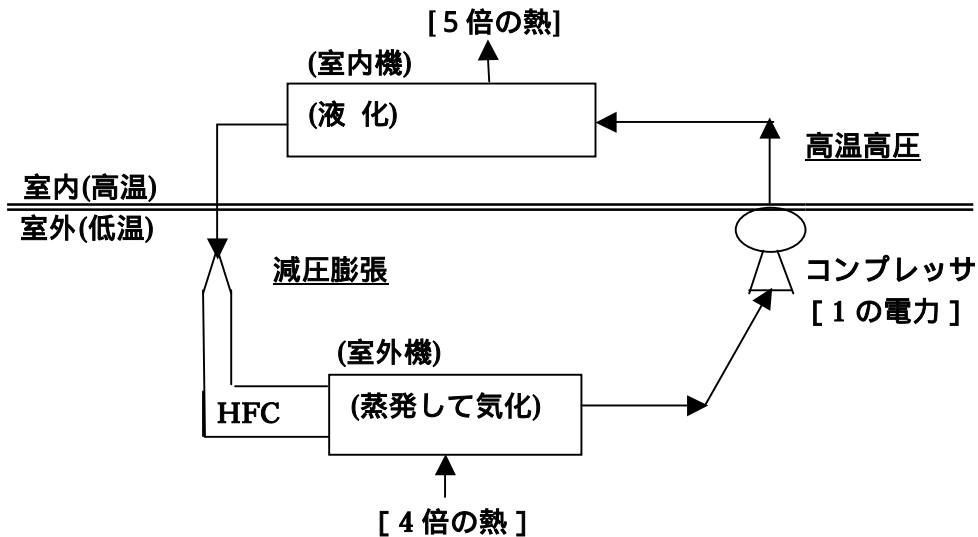 [ 5 倍の熱]
(室内機)
(液 化)
高温高圧
室内(高温)
室外(低温)
減圧膨張
コンプレッサ
[ 1 の電力 ]
(室外機)
(蒸発して気化)
HFC
[ 4 倍の熱 ]